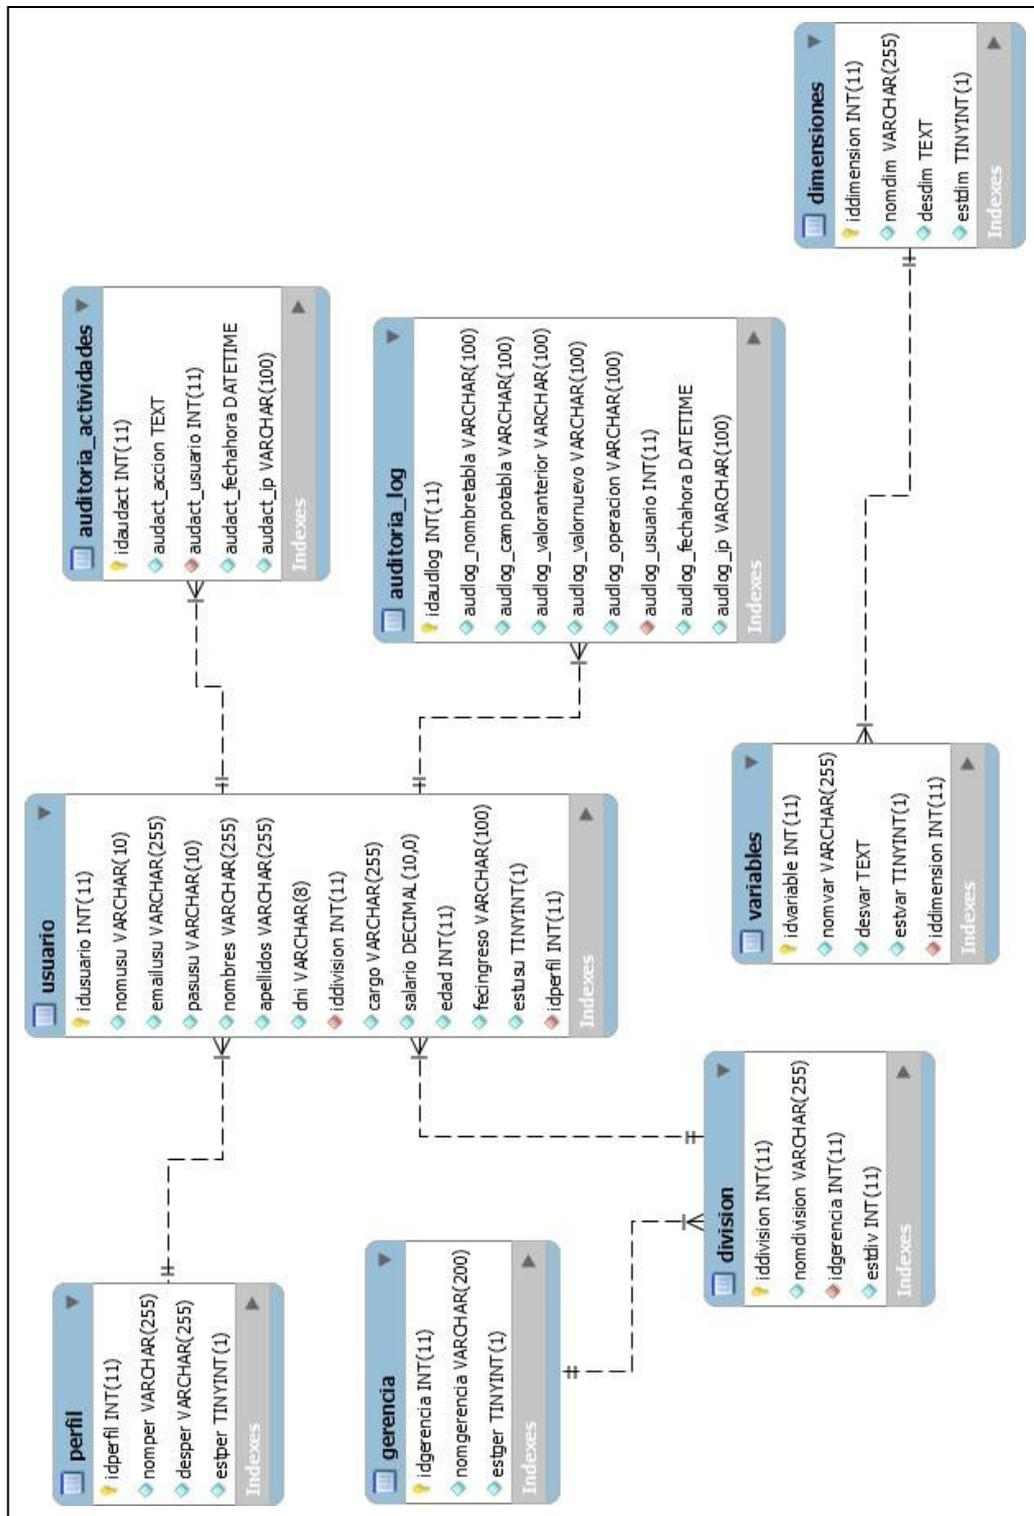 perfil
idperfil INT(11)
nomper VARCHAR(255)
desper VARCHAR(255)
estper TINYINT(1)
Indexes
usuario
idusuario INT(11)
nomusu VARCHAR(10)
emailusu VARCHAR(255)
pasusu VARCHAR(10)
nombres VARCHAR(255)
apellidos VARCHAR(255)
dni VARCHAR(8)
iddivision INT(11)
cargo VARCHAR(255)
salario DECIMAL(10,0)
edad INT(11)
fecingreso VARCHAR(100)
estusu TINYINT(1)
idperfil INT(11)
Indexes
auditoria_actividades
idaudact INT(11)
audact_accion TEXT
audact_usuario INT(11)
audact_fechahora DATETIME
audact_ip VARCHAR(100)
Indexes
gerencia
idgerencia INT(11)
nomgerencia VARCHAR(200)
estger TINYINT(1)
Indexes
auditoria_log
idaudlog INT(11)
audlog_nombretabla VARCHAR(100)
audlog_campotabla VARCHAR(100)
audlog_valoranterior VARCHAR(100)
audlog_valornuevo VARCHAR(100)
audlog_operacion VARCHAR(100)
audlog_usuario INT(11)
audlog_fechahora DATETIME
audlog_ip VARCHAR(100)
Indexes
division
iddivision INT(11)
nomdivision VARCHAR(255)
idgerencia INT(11)
estdiv INT(11)
Indexes
variables
idvariable INT(11)
nomvar VARCHAR(255)
desvar TEXT
estvar TINYINT(1)
iddimension INT(11)
Indexes
dimensiones
iddimension INT(11)
nomdim VARCHAR(255)
desdim TEXT
estdim TINYINT(1)
Indexes